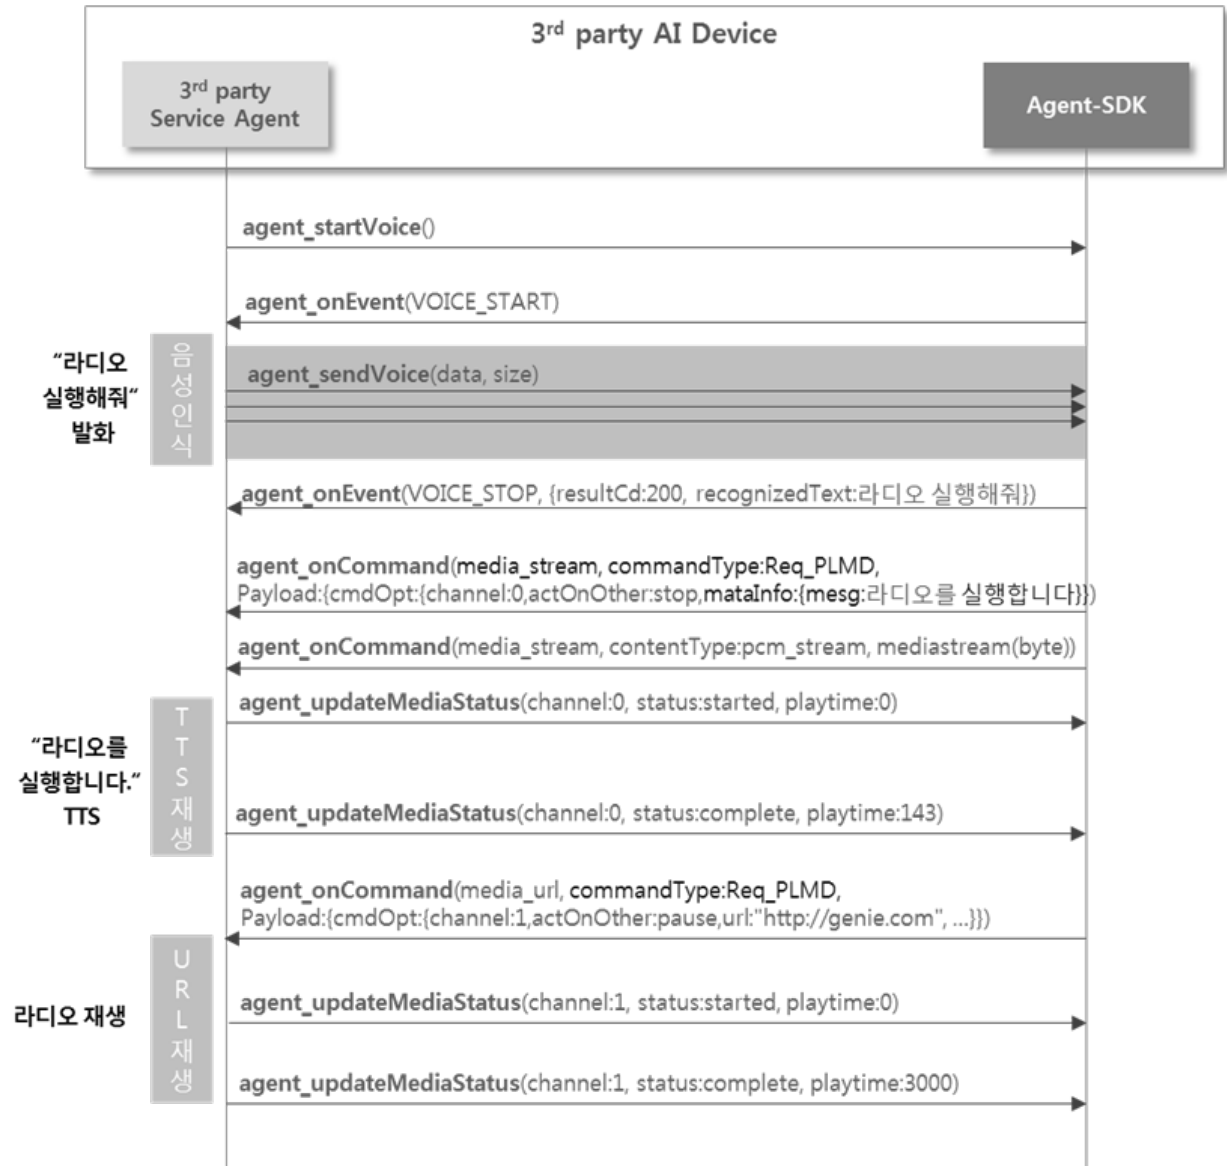 3rd party AI Device
3rd party
Service Agent
Agent-SDK
agent_startVoice()
agent_onEvent(VOICE_START)
"라디오
실행해줘"
발화
음성인식
agent_sendVoice(data, size)
agent_onEvent(VOICE_STOP, {resultCd:200, recognizedText:라디오 실행해줘})
agent_onCommand(media_stream, commandType:Req_PLMD,
Payload:{cmdOpt:{channel:0,actOnOther:stop,mataInfo:{mesg:라디오를 실행합니다}})
agent_onCommand(media_stream, contentType:pcm_stream, mediastream(byte))
"라디오를
실행합니다."
TTS
TTS재생
agent_updateMediaStatus(channel:0, status:started, playtime:0)
agent_updateMediaStatus(channel:0, status:complete, playtime:143)
agent_onCommand(media_url, commandType:Req_PLMD,
Payload:{cmdOpt:{channel:1,actOnOther:pause,url:"http://genie.com", ...}})
라디오 재생
URL재생
agent_updateMediaStatus(channel:1, status:started, playtime:0)
agent_updateMediaStatus(channel:1, status:complete, playtime:3000)